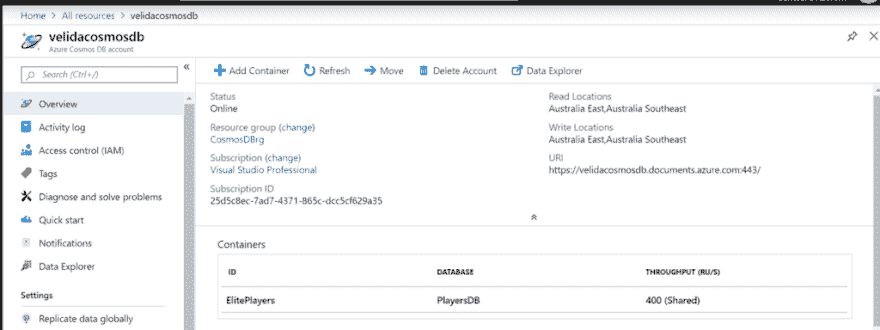 Home > All resources > velidacosmosdb
velidacosmosdb
Azure Cosmos DB account
Search (Ctrl+/)
Overview
Activity log
Access control (IAM)
Tags
Diagnose and solve problems
Quick start
Notifications
Data Explorer
Settings
Replicate data globally
Add Container Refresh Move Delete Account Data Explorer
Status
Online
Resource group (change)
CosmosDBrg
Subscription (change)
Visual Studio Professional
Subscription ID
25d5c8ec-7ad7-4371-865c-dcc5cf629a35
Read Locations
Australia East,Australia Southeast
Write Locations
Australia East,Australia Southeast
URI
https://velidacosmosdb.documents.azure.com:443/
Containers
ID DATABASE THROUGHPUT (RU/S)
ElitePlayers PlayersDB 400 (Shared)